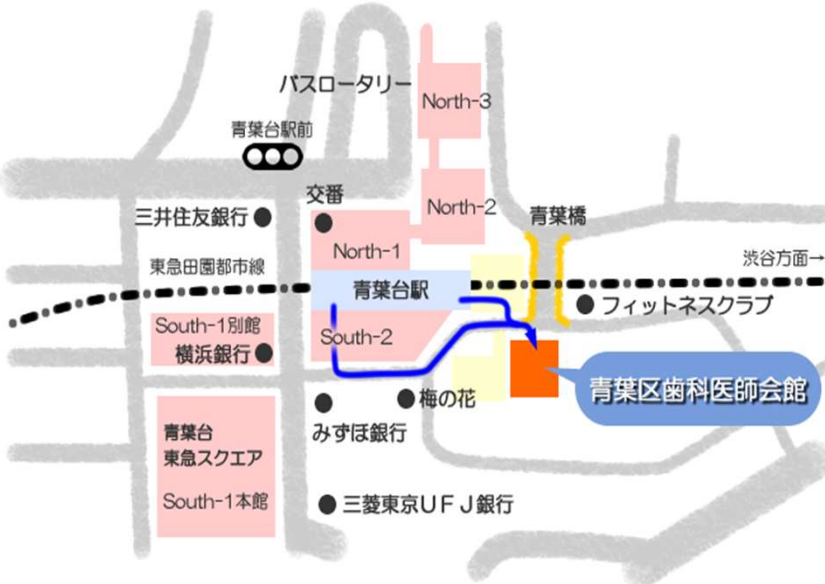 バスロータリー
North-3
青葉台駅前
交番
North-2
青葉橋
三井住友銀行
North-1
東急田園都市線
渋谷方面→
青葉台駅
フィットネスクラブ
South-1別館
South-2
横浜銀行
青葉区歯科医師会館
梅の花
みずほ銀行
青葉台
東急スクエア
South-1本館
三菱東京UFJ銀行